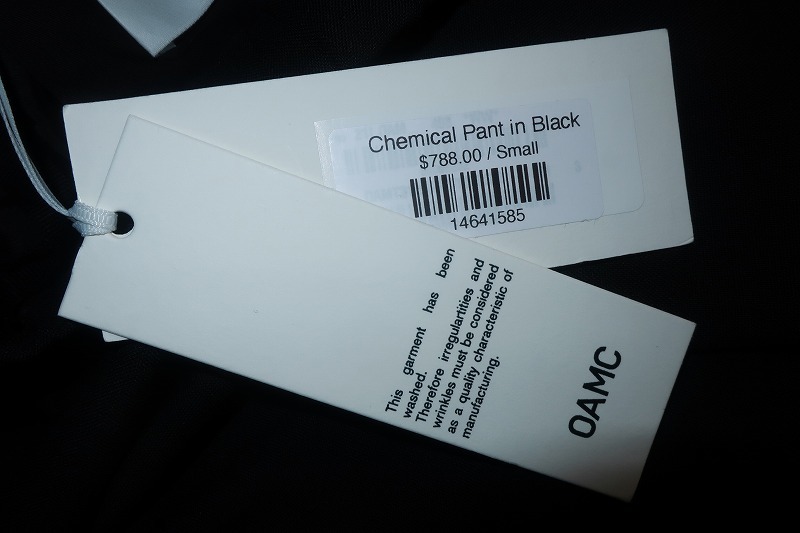 Chemical Pant in Black
$788.00 / Small
14641585
This garment has been
washed.
Therefore irregulartities and
wrinkles must be considered
as a quality characteristic of
manufacturing.
OAMC